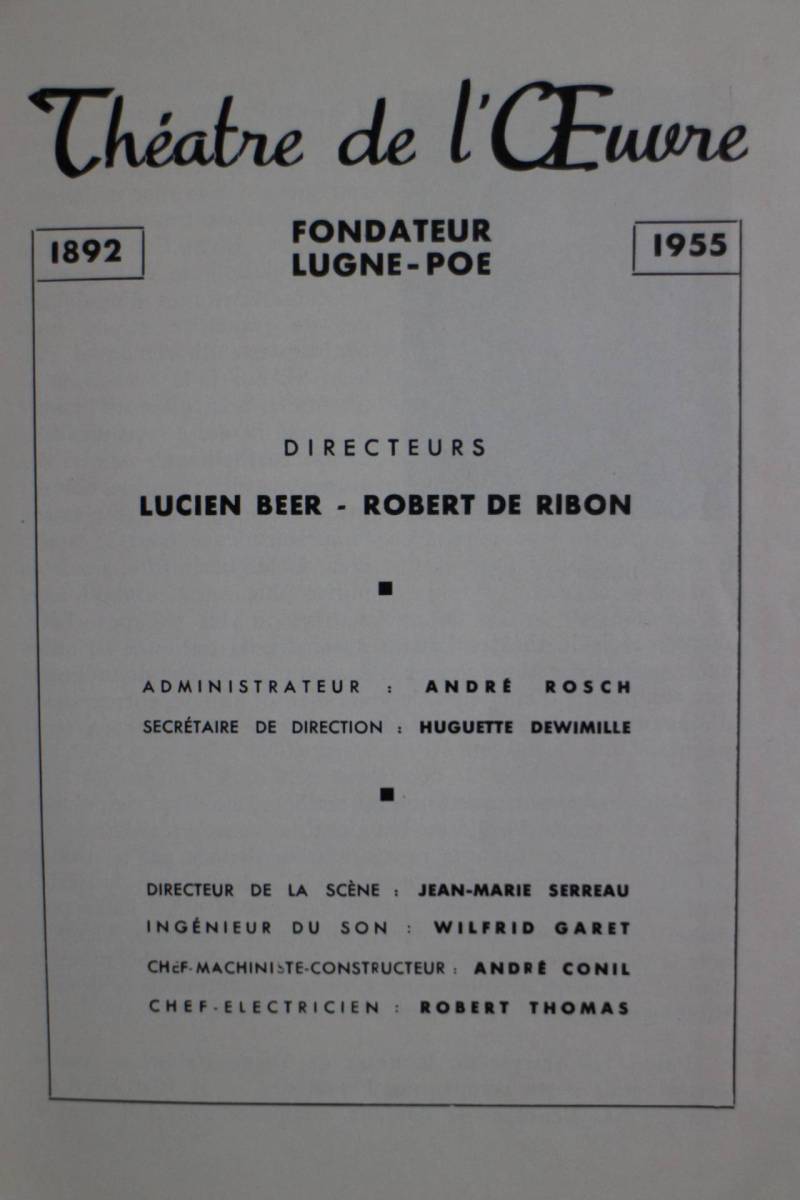 Théatre de l'Œuvre
1892
FONDATEUR
LUGNE-POE
1955
DIRECTEURS
LUCIEN BEER - ROBERT DE RIBON
ADMINISTRATEUR : ANDRÉ ROSCH
SECRÉTAIRE DE DIRECTION : HUGUETTE DEWIMILLE
DIRECTEUR DE LA SCÈNE : JEAN-MARIE SERREAU
INGÉNIEUR DU SON : WILFRID GARET
CHEF-MACHINISTE-CONSTRUCTEUR : ANDRÉ CONIL
CHEF-ELECTRICIEN : ROBERT THOMAS